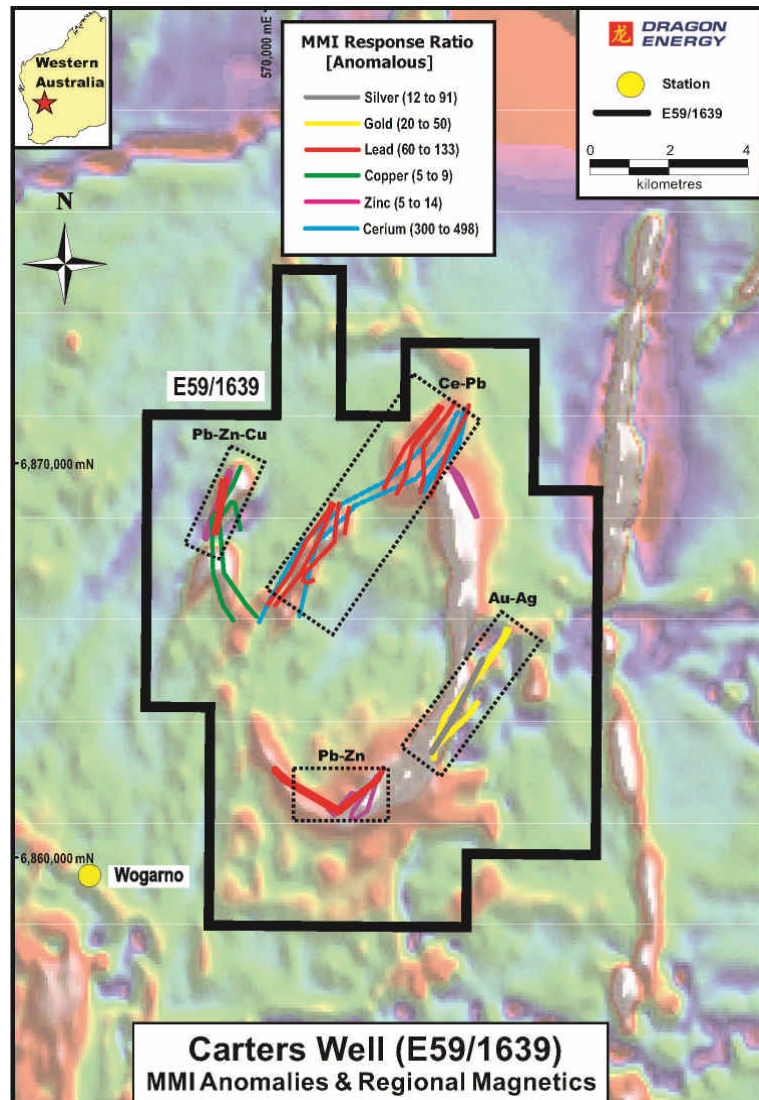 Western
Australia
570,000 mE
MMI Response Ratio
[Anomalous]
Silver (12 to 91)
Gold (20 to 50)
Lead (60 to 133)
Copper (5 to 9)
Zinc (5 to 14)
Cerium (300 to 498)
龙 DRAGON
ENERGY
Station
E59/1639
0 2 4
kilometres
N
E59/1639
Ce-Pb
Pb-Zn-Cu
6,870,000 mN
Au-Ag
Pb-Zn
6,860,000 mN
Wogarno
Carters Well (E59/1639)
MMI Anomalies & Regional Magnetics